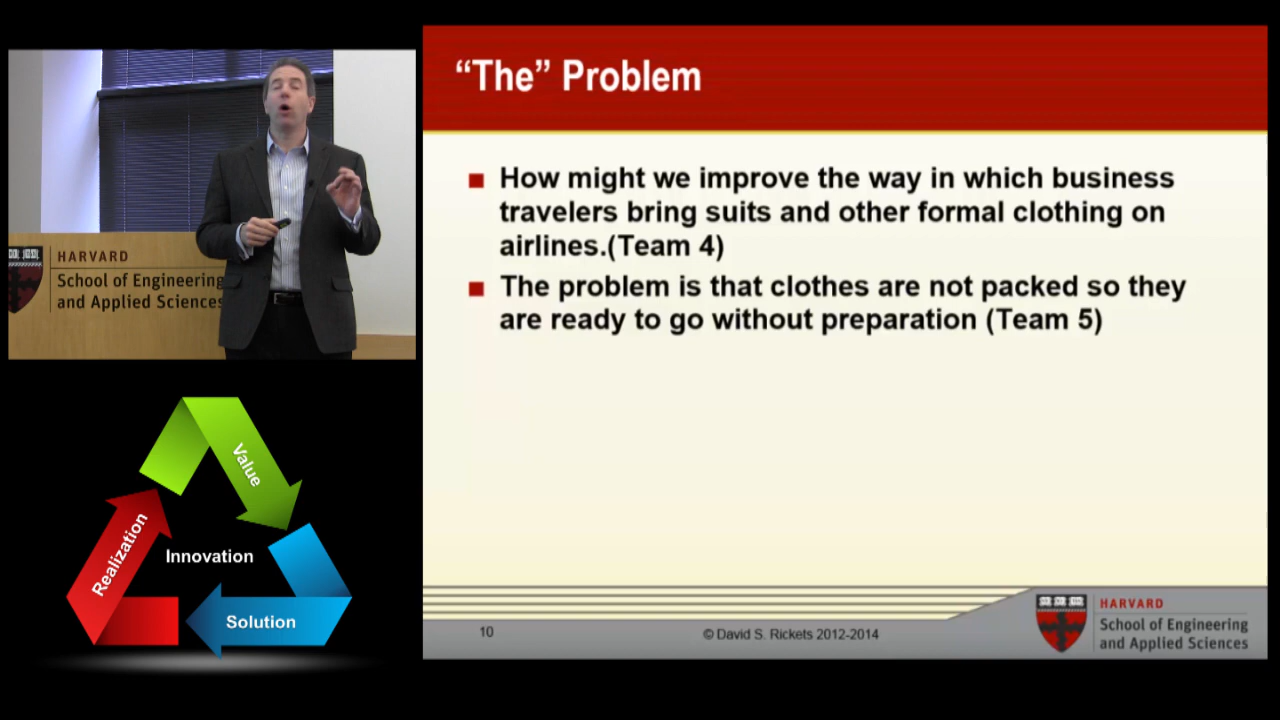 HARVARD
School of Engineering
and Applied Sciences
Value
Realization
Innovation
Solution
“The” Problem
How might we improve the way in which business
travelers bring suits and other formal clothing on
airlines.(Team 4)
The problem is that clothes are not packed so they
are ready to go without preparation (Team 5)
10
© David S. Rickets 2012-2014
HARVARD
School of Engineering
and Applied Sciences